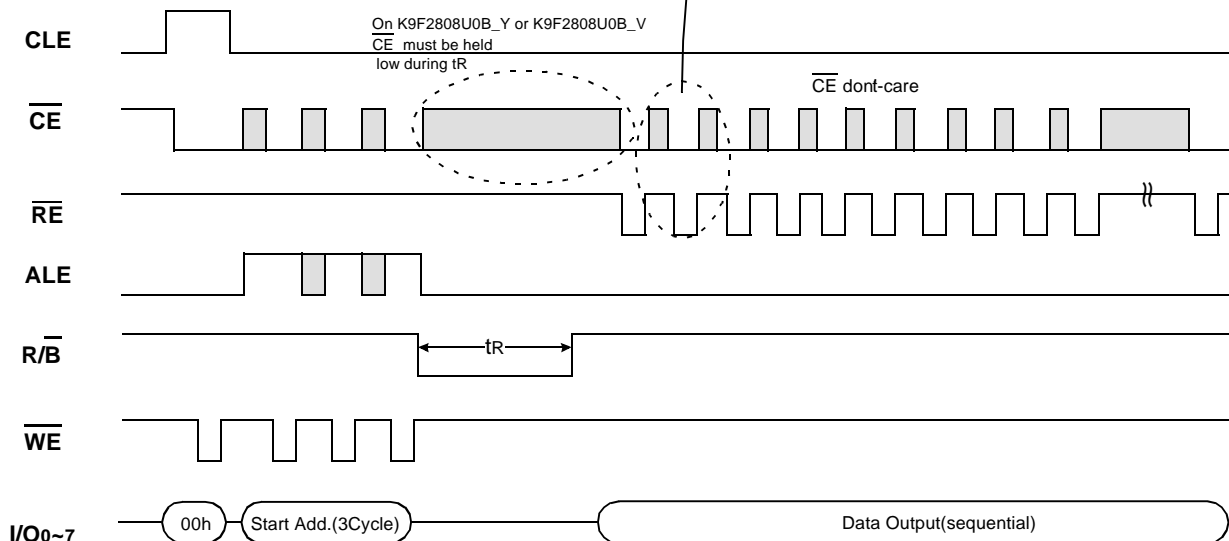 CLE
On K9F2808U0B_Y or K9F2808U0B_V
CE must be held
low during tR
CE dont-care
CE
RE
ALE
R/B
tR
WE
I/O0~7
00h
Start Add.(3Cycle)
Data Output(sequential)